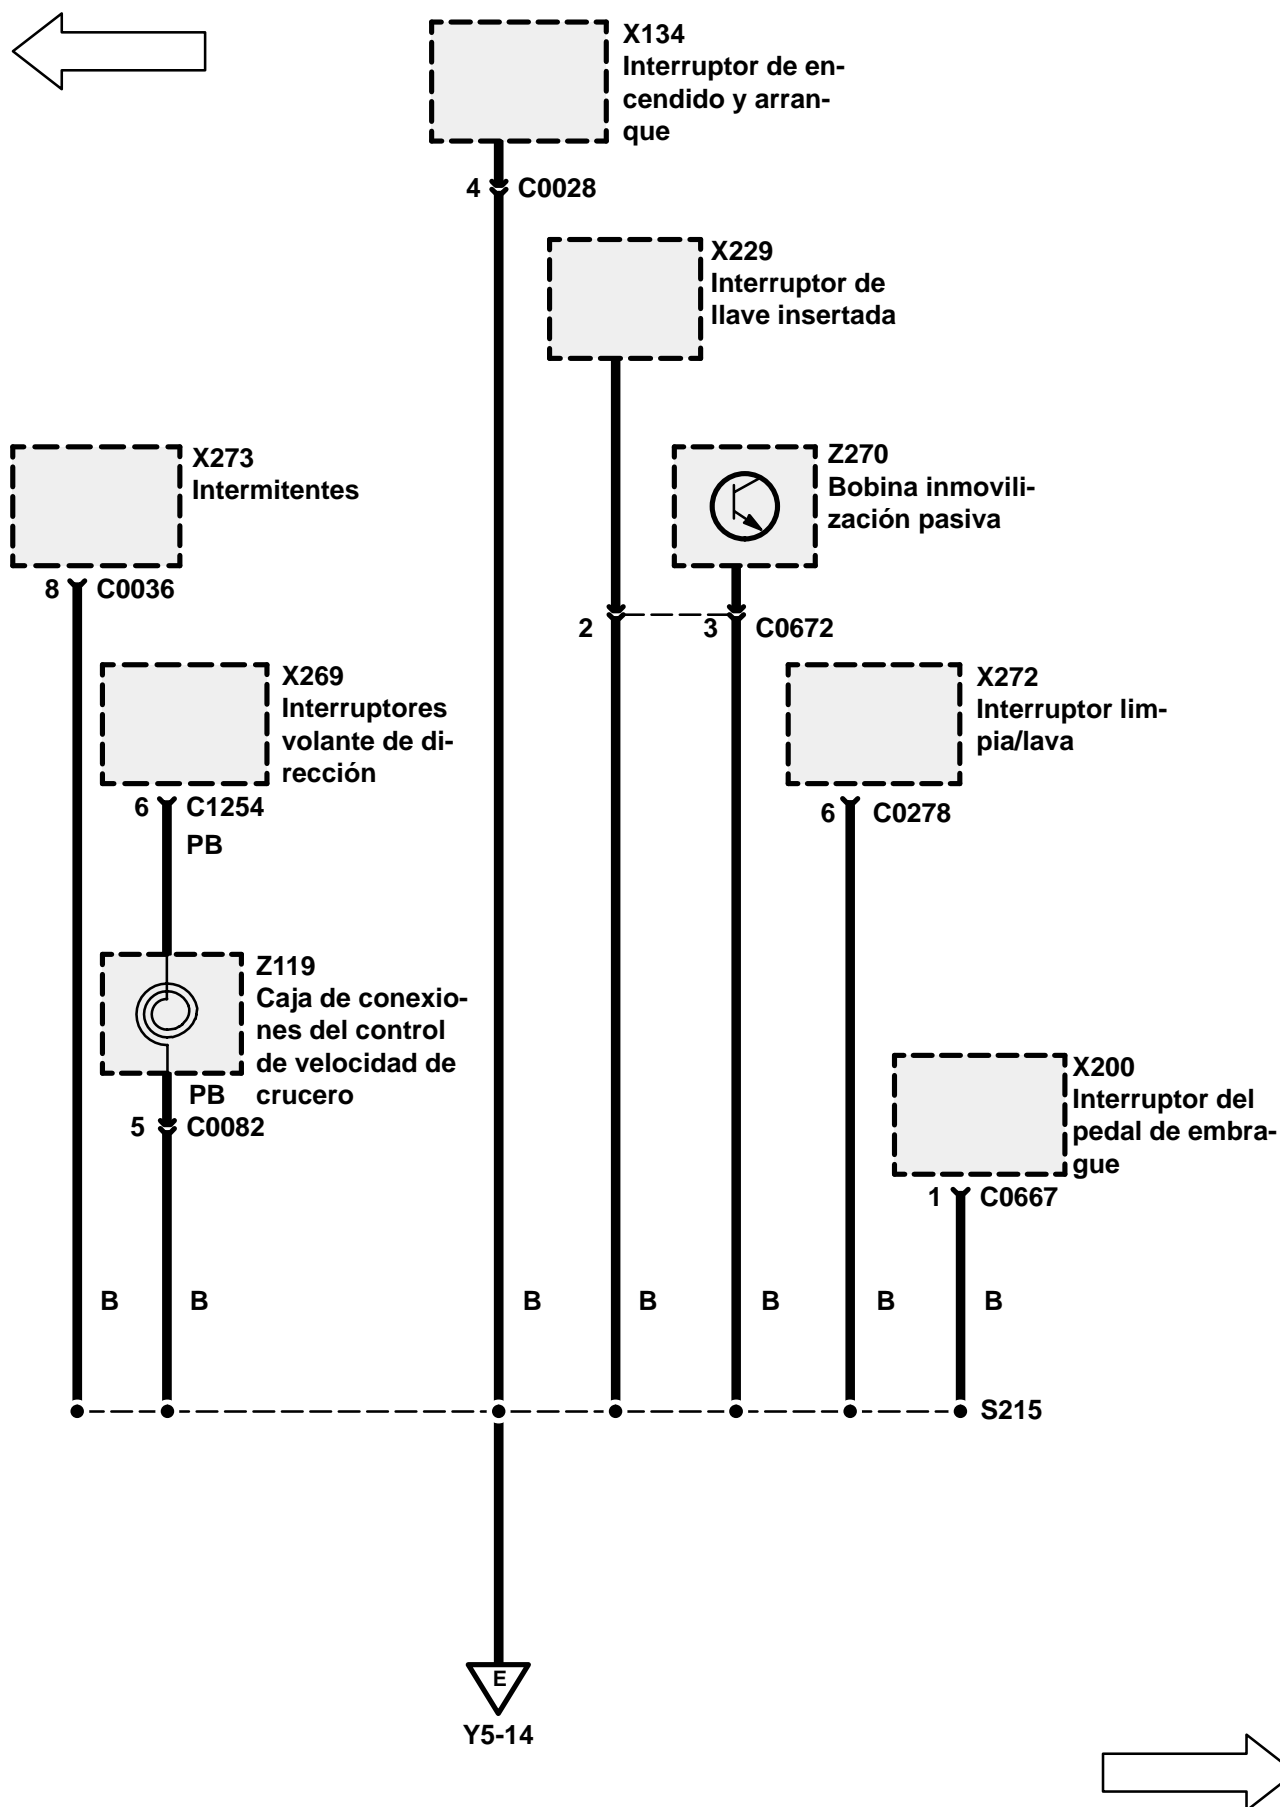 X134
Interruptor de en-
cendido y arran-
que
4 C0028
X229
Interruptor de
llave insertada
X273
Intermitentes
8 C0036
Z270
Bobina inmovili-
zación pasiva
2 3 C0672
X269
Interruptores
volante de di-
rección
6 C1254
PB
X272
Interruptor lim-
pia/lava
6 C0278
Z119
Caja de conexio-
nes del control
de velocidad de
crucero
PB
5 C0082
X200
Interruptor del
pedal de embra-
gue
1 C0667
B B B B B B B
S215
E
Y5-14